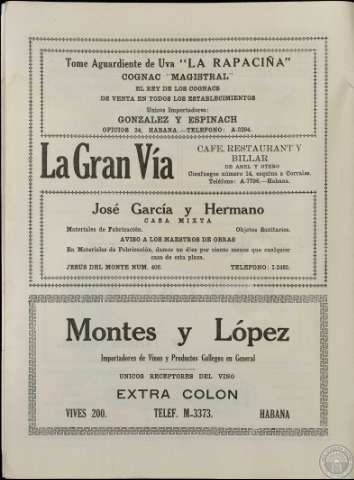 Tome Aguardiente de Uva "LA RAPACIÑA"
COGNAC "MAGISTRAL"
EL REY DE LOS COGNACS
DE VENTA EN TODOS LOS ESTABLECIMIENTOS
Unicos Importadores:
GONZALEZ Y ESPINACH
OFICIOS 34, HABANA.—TELEFONO: A-2294.
La Gran Vía
CAFE, RESTAURANT Y
BILLAR
DE ABEL Y OTERO
Cienfuegos número 14, esquina a Corrales.
Teléfono: A-7796.—Habana.
José García y Hermano
CASA MIXTA
Materiales de Fabricación. Objetos Sanitarios.
AVISO A LOS MAESTROS DE OBRAS
En Materiales de Fabricación, damos un diez por ciento menos que cualquier
casa de esta plaza.
JESUS DEL MONTE NUM. TELEFONO:
Montes y López
Importadores de Vinos y Productos Gallegos en General
UNICOS RECEPTORES DEL VINO
EXTRA COLON
VIVES 200. TELEF. M-3373. HABANA